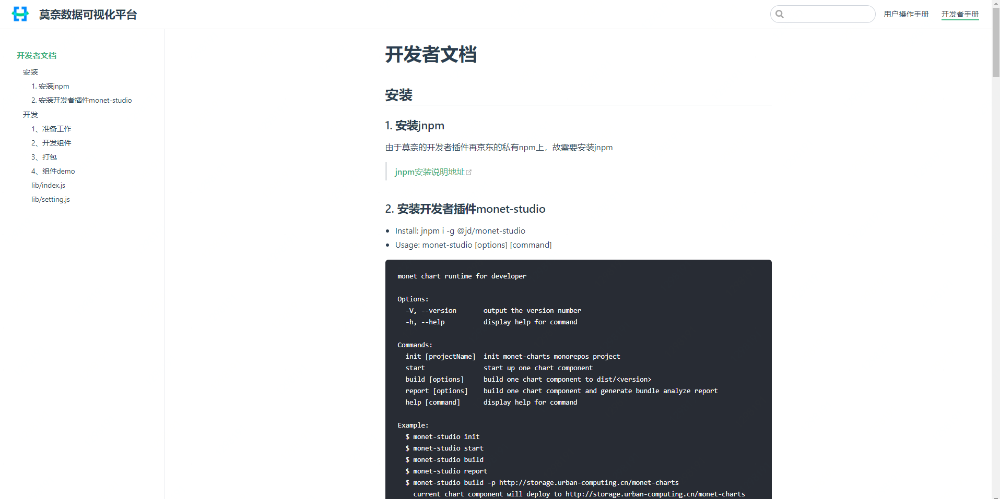 莫奈数据可视化平台
用户操作手册
开发者手册
开发者文档
安装
1. 安装jnpm
2. 安装开发者插件monet-studio
开发
1、准备工作
2、开发组件
3、打包
4、组件demo
lib/index.js
lib/setting.js
开发者文档
安装
1. 安装jnpm
由于莫奈的开发者插件再京东的私有npm上，故需要安装jnpm
jnpm安装说明地址
2. 安装开发者插件monet-studio
Install: jnpm i -g @jd/monet-studio
Usage: monet-studio [options] [command]
monet chart runtime for developer
Options:
-V, --version       output the version number
-h, --help          display help for command
Commands:
init [projectName]  init monet-charts monorepos project
start               start up one chart component
build [options]     build one chart component to dist/<version>
report [options]    build one chart component and generate bundle analyze report
help [command]      display help for command
Example:
$ monet-studio init
$ monet-studio start
$ monet-studio build
$ monet-studio report
$ monet-studio build -p http://storage.urban-computing.cn/monet-charts
current chart component will deploy to http://storage.urban-computing.cn/monet-charts